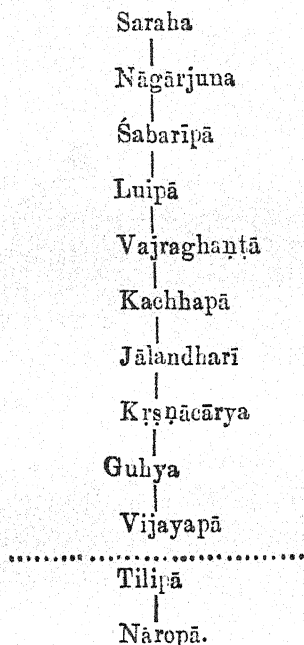 Saraha
Nāgārjuna
Śabarīpā
Luipā
Vajraghaṇṭā
Kachhapā
Jālandharī
Kṛṣṇācārya
Guhya
Vijayapā
Tilipā
Nāropā.